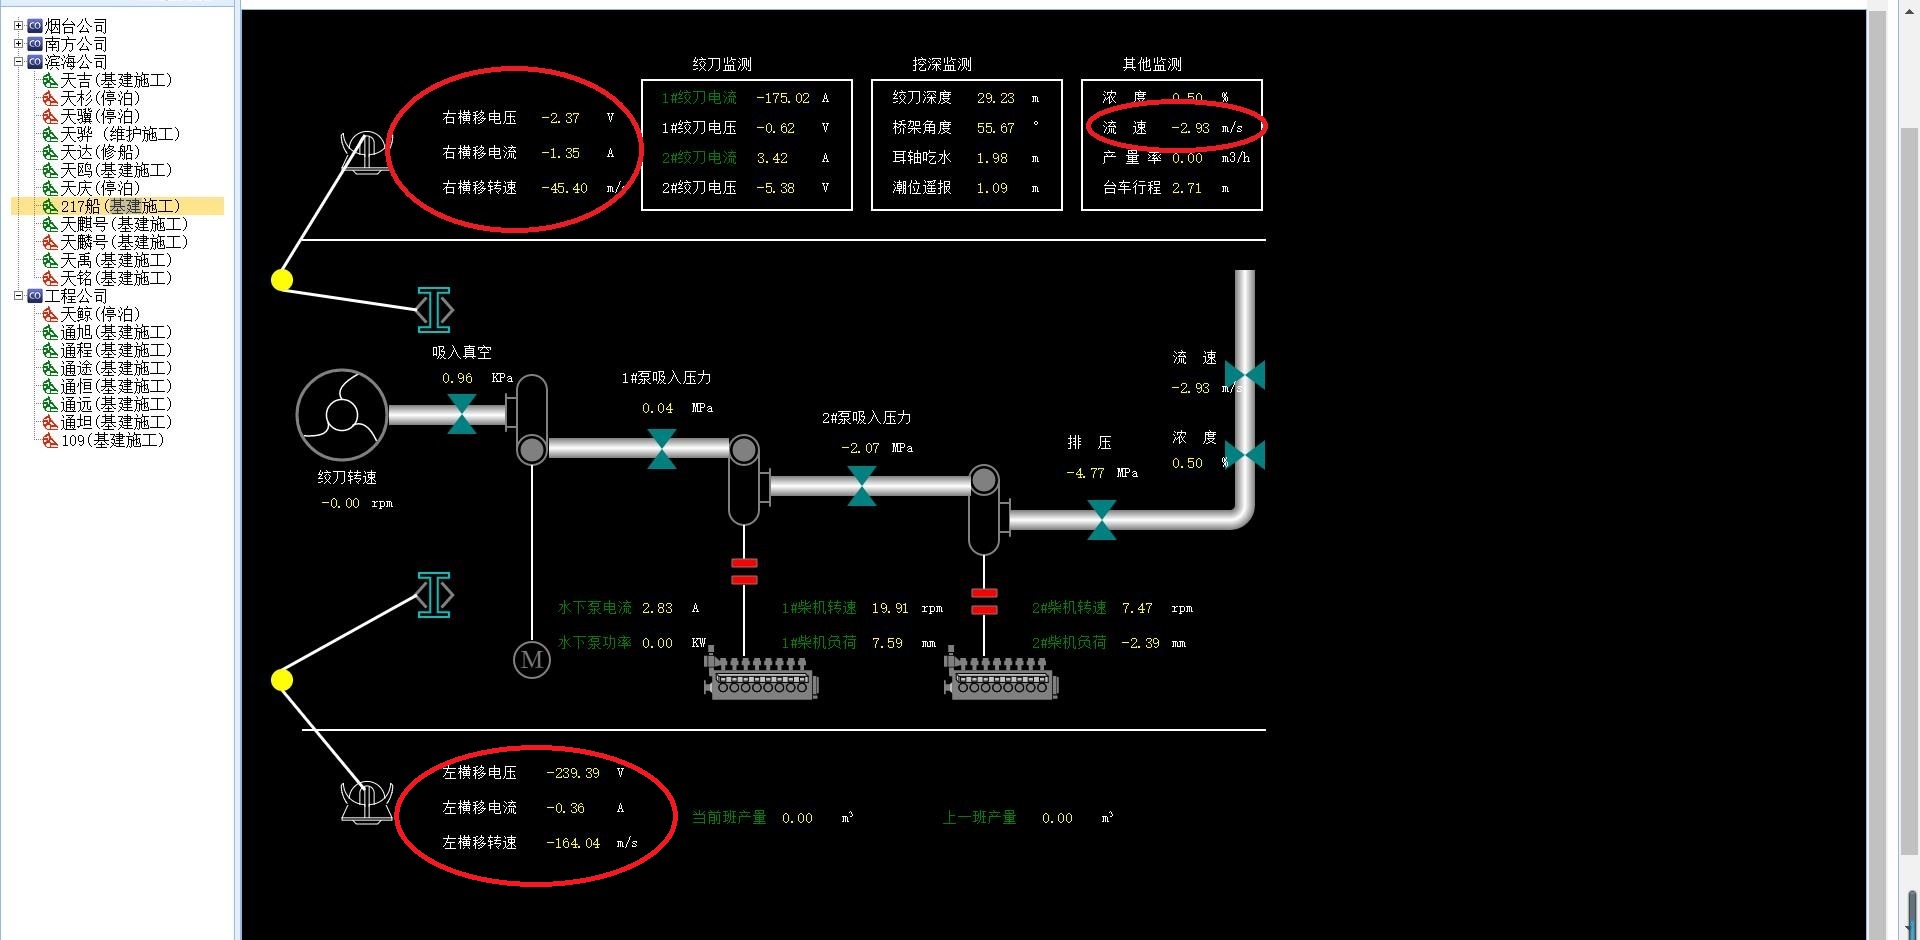 烟台公司
南方公司
滨海公司
天吉(基建施工)
天杉(停泊)
天骥(停泊)
天骅 (维护施工)
天达(修船)
天鸥(基建施工)
天庆(停泊)
217船(基建施工)
天麒号(基建施工)
天麟号(基建施工)
天禹(基建施工)
天铭(基建施工)
工程公司
天鲸(停泊)
通旭(基建施工)
通程(基建施工)
通途(基建施工)
通恒(基建施工)
通远(基建施工)
通坦(基建施工)
109(基建施工)
右横移电压 -2.37 V
右横移电流 -1.35 A
右横移转速 -45.40 m/s
绞刀监测
1#绞刀电流 -175.02 A
1#绞刀电压 -0.62 V
2#绞刀电流 3.42 A
2#绞刀电压 -5.38 V
挖深监测
绞刀深度 29.23 m
桥架角度 55.67 °
耳轴吃水 1.98 m
潮位遥报 1.09 m
其他监测
浓 度 0.50 %
流 速 -2.93 m/s
产 量 率 0.00 m3/h
台车行程 2.71 m
吸入真空
0.96 KPa
1#泵吸入压力
0.04 MPa
2#泵吸入压力
-2.07 MPa
排 压
-4.77 MPa
流 速
-2.93 m/s
浓 度
0.50 %
绞刀转速
-0.00 rpm
水下泵电流 2.83 A
水下泵功率 0.00 KW
M
1#柴机转速 19.91 rpm
1#柴机负荷 7.59 mm
2#柴机转速 7.47 rpm
2#柴机负荷 -2.39 mm
左横移电压 -239.39 V
左横移电流 -0.36 A
左横移转速 -164.04 m/s
当前班产量 0.00 m³
上一班产量 0.00 m³